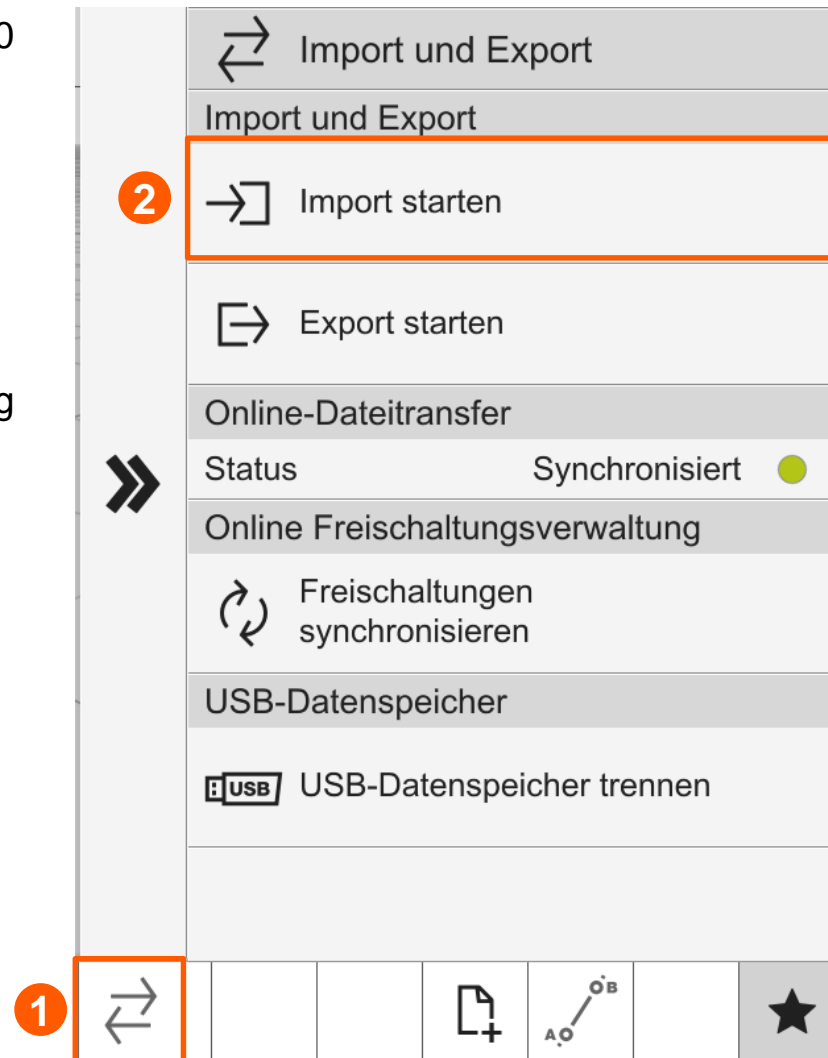 0
Import und Export
Import und Export
2
Import starten
Export starten
g
Online-Dateitransfer
Status Synchronisiert
Online Freischaltungsverwaltung
Freischaltungen
synchronisieren
USB-Datenspeicher
USB USB-Datenspeicher trennen
1
A B